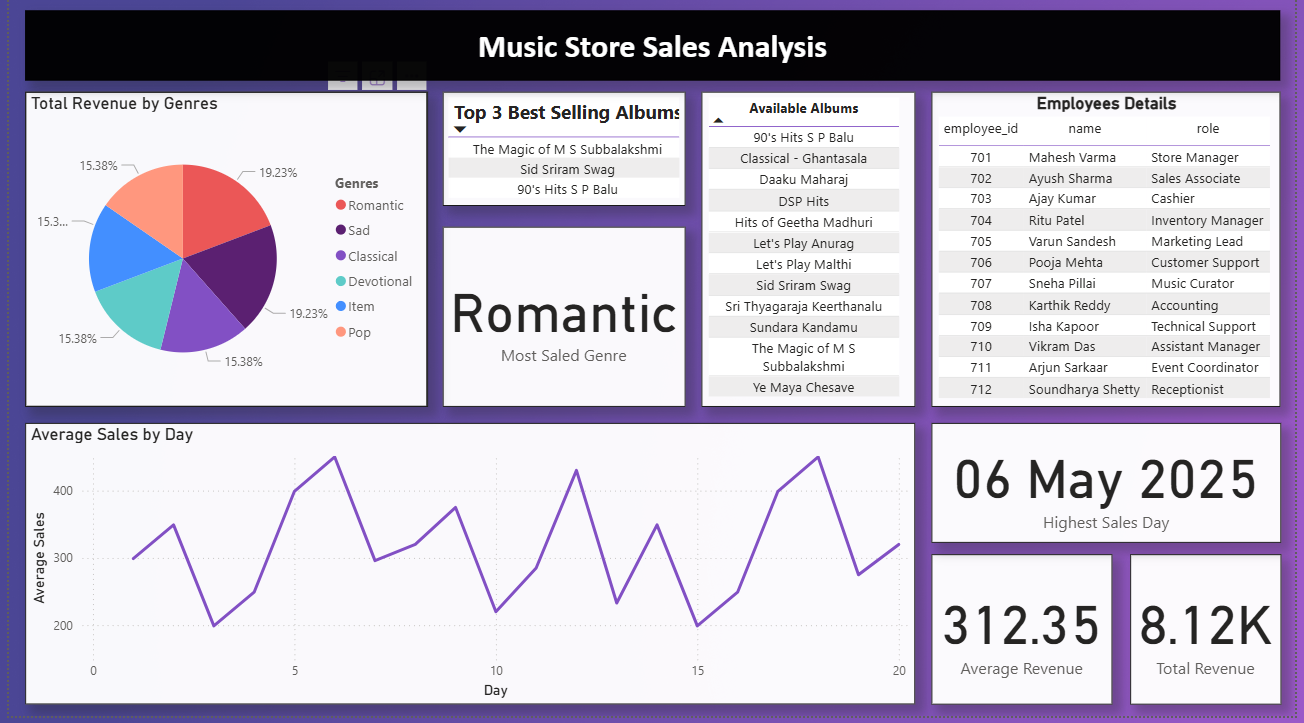 Music Store Sales Analysis
Total Revenue by Genres
15.38%
19.23%
15.3...
19.23%
15.38%
15.38%
Genres
Romantic
Sad
Classical
Devotional
Item
Pop
Top 3 Best Selling Albums
The Magic of M S Subbalakshmi
Sid Sriram Swag
90's Hits S P Balu
Romantic
Most Saled Genre
Available Albums
90's Hits S P Balu
Classical - Ghantasala
Daaku Maharaj
DSP Hits
Hits of Geetha Madhuri
Let's Play Anurag
Let's Play Malthi
Sid Sriram Swag
Sri Thyagaraja Keerthanalu
Sundara Kandamu
The Magic of M S
Subbalakshmi
Ye Maya Chesave
Employees Details
employee_id name role
701 Mahesh Varma Store Manager
702 Ayush Sharma Sales Associate
703 Ajay Kumar Cashier
704 Ritu Patel Inventory Manager
705 Varun Sandesh Marketing Lead
706 Pooja Mehta Customer Support
707 Sneha Pillai Music Curator
708 Karthik Reddy Accounting
709 Isha Kapoor Technical Support
710 Vikram Das Assistant Manager
711 Arjun Sarkaar Event Coordinator
712 Soundharya Shetty Receptionist
Average Sales by Day
Average Sales
400
300
200
0 5 10 15 20
Day
06 May 2025
Highest Sales Day
312.35
Average Revenue
8.12K
Total Revenue